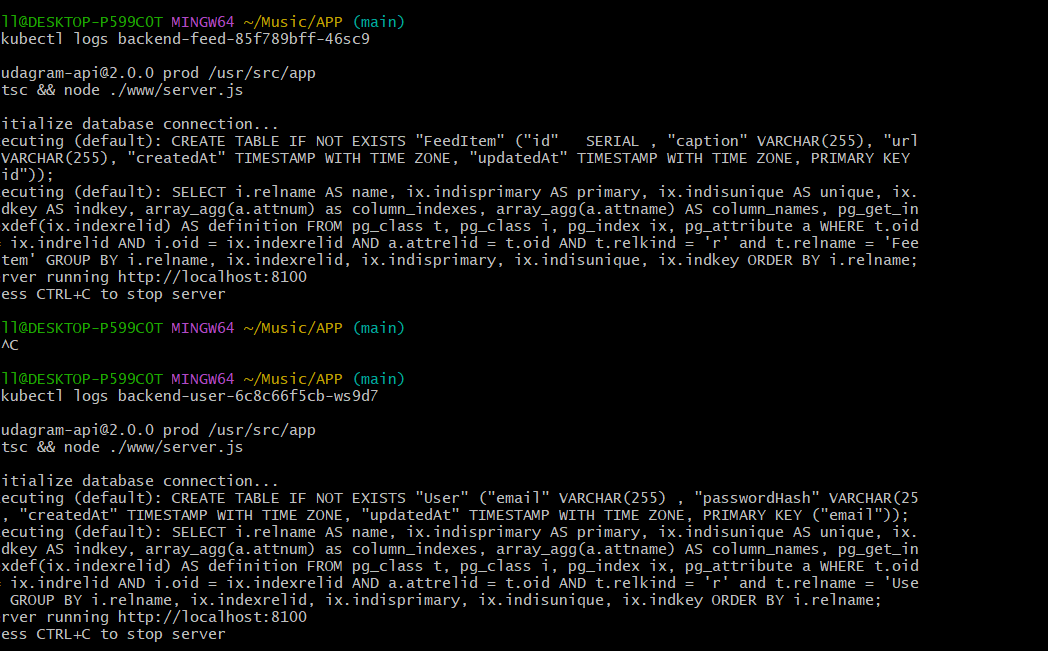 ll@DESKTOP-P599COT MINGW64 ~/Music/APP (main)
kubectl logs backend-feed-85f789bff-46sc9
udagram-api@2.0.0 prod /usr/src/app
tsc && node ./www/server.js
itialize database connection...
ecuting (default): CREATE TABLE IF NOT EXISTS "FeedItem" ("id"   SERIAL , "caption" VARCHAR(255), "url
VARCHAR(255), "createdAt" TIMESTAMP WITH TIME ZONE, "updatedAt" TIMESTAMP WITH TIME ZONE, PRIMARY KEY
id"));
ecuting (default): SELECT i.relname AS name, ix.indisprimary AS primary, ix.indisunique AS unique, ix.
dkey AS indkey, array_agg(a.attnum) as column_indexes, array_agg(a.attname) AS column_names, pg_get_in
xdef(ix.indexrelid) AS definition FROM pg_class t, pg_class i, pg_index ix, pg_attribute a WHERE t.oid
= ix.indrelid AND i.oid = ix.indexrelid AND a.attrelid = t.oid AND t.relkind = 'r' and t.relname = 'Fee
tem' GROUP BY i.relname, ix.indexrelid, ix.indisprimary, ix.indisunique, ix.indkey ORDER BY i.relname;
rver running http://localhost:8100
ess CTRL+C to stop server
ll@DESKTOP-P599COT MINGW64 ~/Music/APP (main)
^C
ll@DESKTOP-P599COT MINGW64 ~/Music/APP (main)
kubectl logs backend-user-6c8c66f5cb-ws9d7
udagram-api@2.0.0 prod /usr/src/app
tsc && node ./www/server.js
itialize database connection...
ecuting (default): CREATE TABLE IF NOT EXISTS "User" ("email" VARCHAR(255) , "passwordHash" VARCHAR(25
, "createdAt" TIMESTAMP WITH TIME ZONE, "updatedAt" TIMESTAMP WITH TIME ZONE, PRIMARY KEY ("email"));
ecuting (default): SELECT i.relname AS name, ix.indisprimary AS primary, ix.indisunique AS unique, ix.
dkey AS indkey, array_agg(a.attnum) as column_indexes, array_agg(a.attname) AS column_names, pg_get_in
xdef(ix.indexrelid) AS definition FROM pg_class t, pg_class i, pg_index ix, pg_attribute a WHERE t.oid
= ix.indrelid AND i.oid = ix.indexrelid AND a.attrelid = t.oid AND t.relkind = 'r' and t.relname = 'Use
GROUP BY i.relname, ix.indexrelid, ix.indisprimary, ix.indisunique, ix.indkey ORDER BY i.relname;
rver running http://localhost:8100
ess CTRL+C to stop server